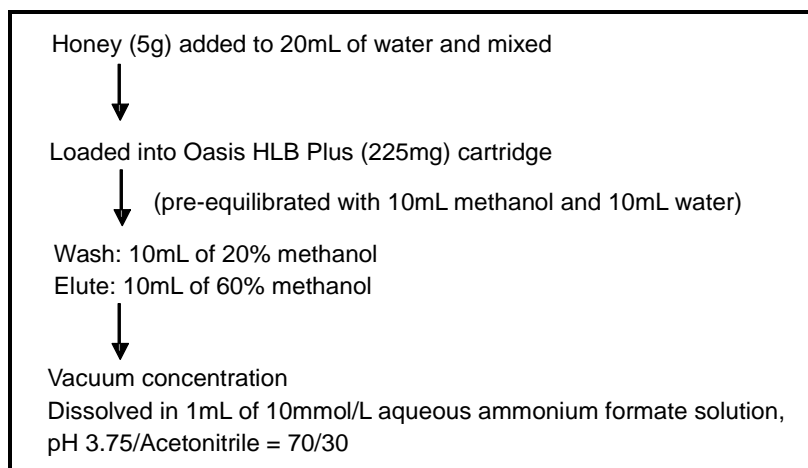 Honey (5g) added to 20mL of water and mixed
Loaded into Oasis HLB Plus (225mg) cartridge
(pre-equilibrated with 10mL methanol and 10mL water)
Wash: 10mL of 20% methanol
Elute: 10mL of 60% methanol
Vacuum concentration
Dissolved in 1mL of 10mmol/L aqueous ammonium formate solution,
pH 3.75/Acetonitrile = 70/30